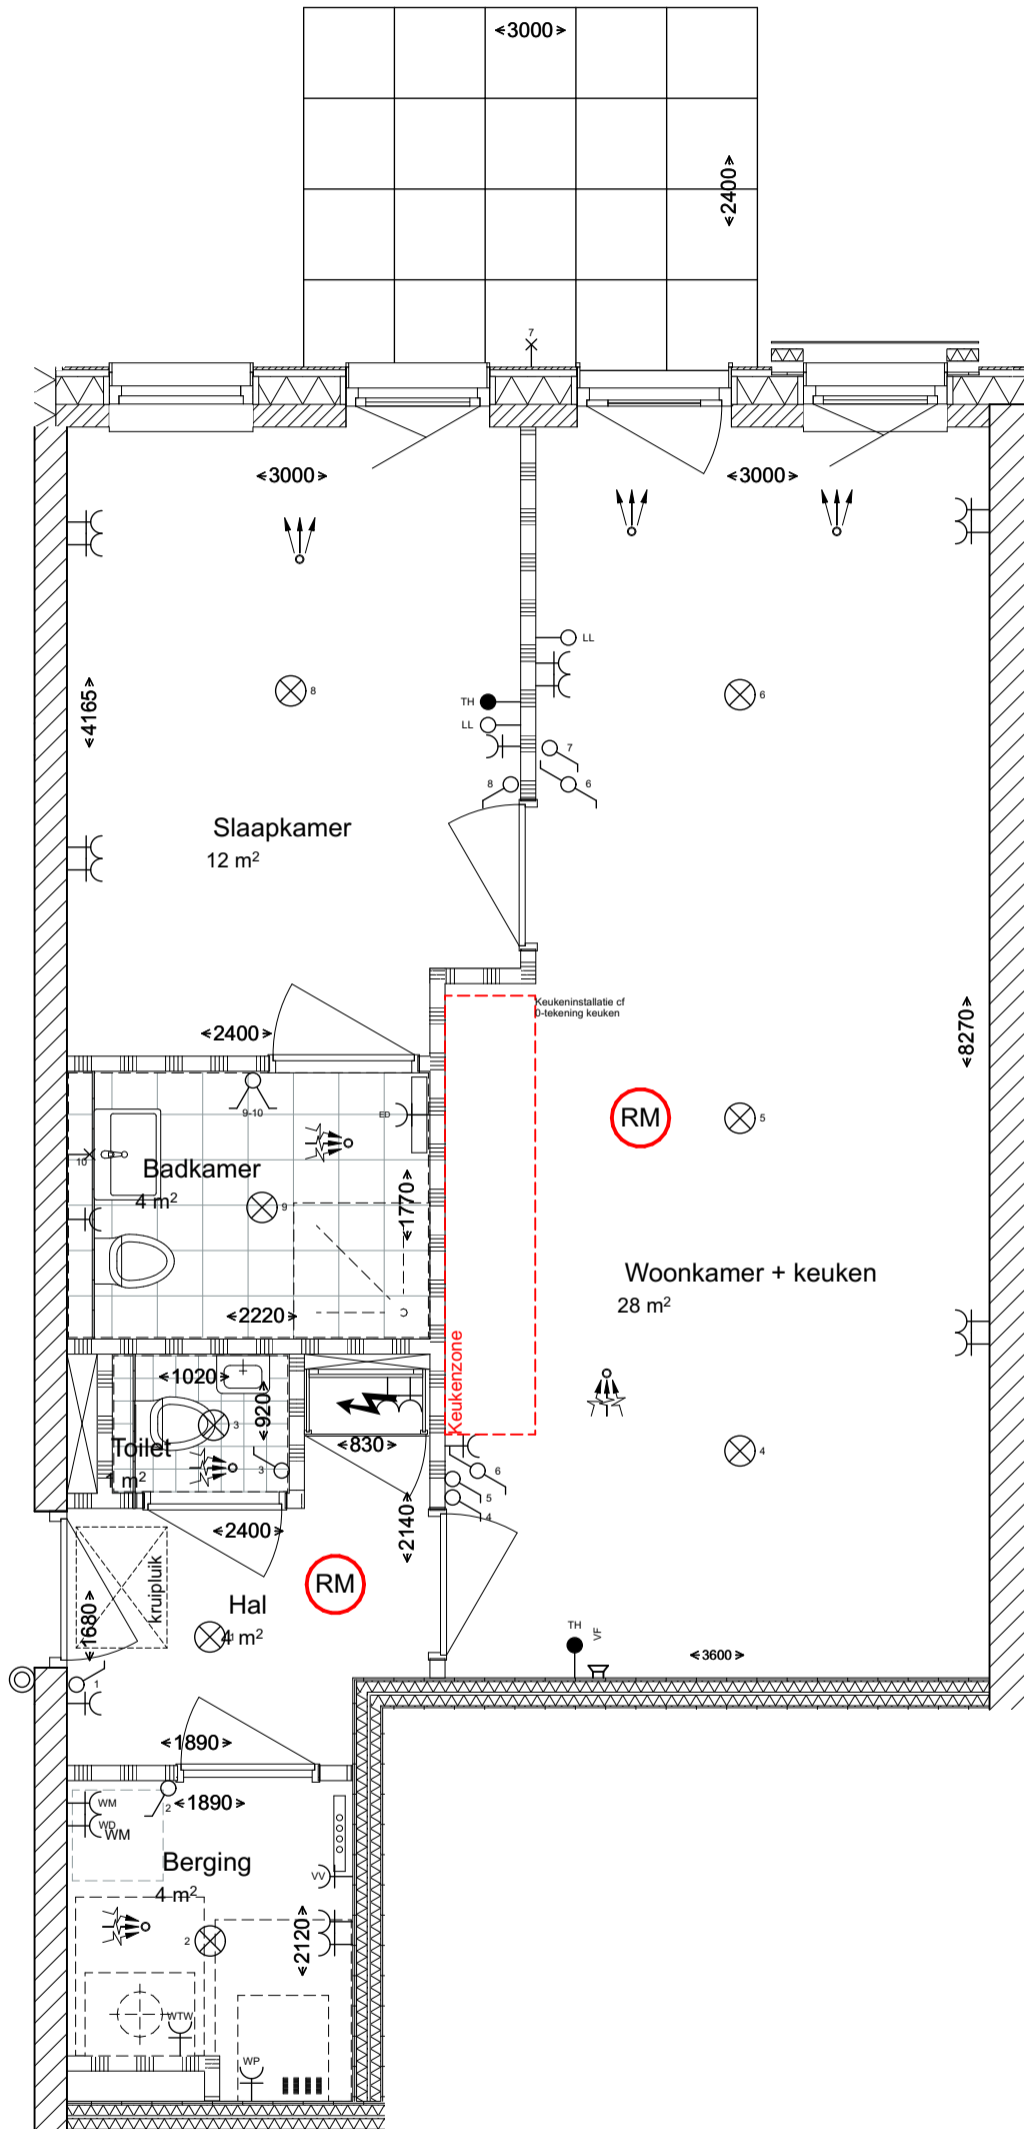 <3000>
<2400>
7
<3000>
<3000>
LL
8
6
<4165>
TH
LL
7
8
6
Slaapkamer
12 m²
Keukeninstallatie cf
0-tekening keuken
<8270>
<2400>
9-10
ED
RM
5
10
Badkamer
4 m²
9
<1770>
Woonkamer + keuken
28 m²
<2220>
Keukenzone
<1020>
<920>
3
<830>
Toilet
1 m²
3
6
5
4
4
<2400>
<2140>
kruipluik
RM
Hal
4 m²
1
<1680>
TH
VF
<3600>
1
<1890>
<1890>
2
WM
WD
WM
Berging
4 m²
VV
2
<2120>
WTW
WP